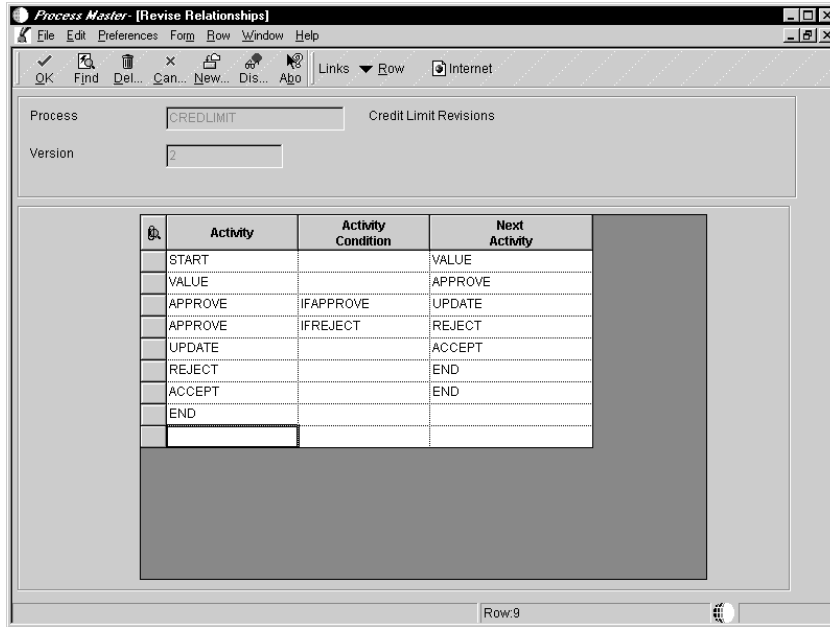 Process Master - [Revise Relationships]
File Edit Preferences Form Row Window Help
OK Find Del... Can... New... Dis... Abo Links Row Internet
Process CREDLIMIT Credit Limit Revisions
Version 2
Activity Activity Condition Next Activity
START VALUE
VALUE APPROVE
APPROVE IFAPPROVE UPDATE
APPROVE IFREJECT REJECT
UPDATE ACCEPT
REJECT END
ACCEPT END
END
Row:9